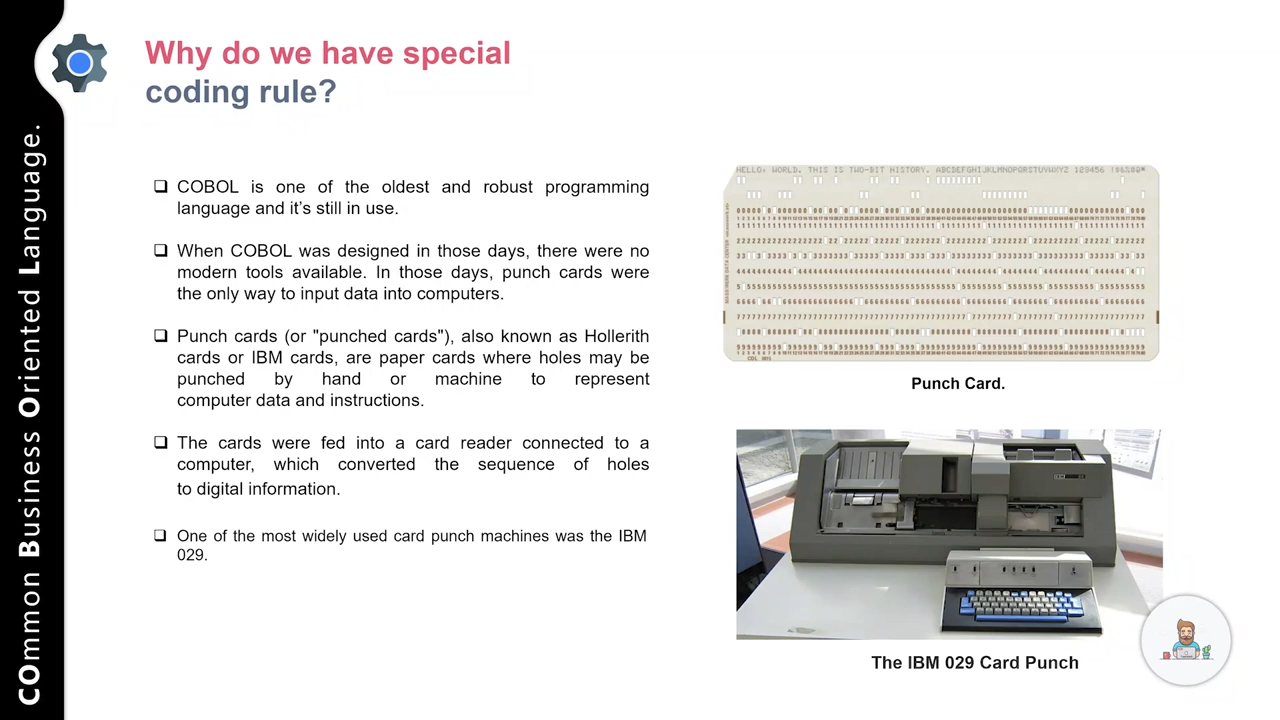 COmmon Business Oriented Language.
Why do we have special
coding rule?
❑ COBOL is one of the oldest and robust programming
language and it's still in use.
❑ When COBOL was designed in those days, there were no
modern tools available. In those days, punch cards were
the only way to input data into computers.
❑ Punch cards (or "punched cards"), also known as Hollerith
cards or IBM cards, are paper cards where holes may be
punched by hand or machine to represent
computer data and instructions.
❑ The cards were fed into a card reader connected to a
computer, which converted the sequence of holes
to digital information.
❑ One of the most widely used card punch machines was the IBM
029.
HELLO, WORLD. THIS IS TWO-BIT HISTORY. ABCDEFGHIJKLMNOPQRSTUVWXYZ
Punch Card.
The IBM 029 Card Punch